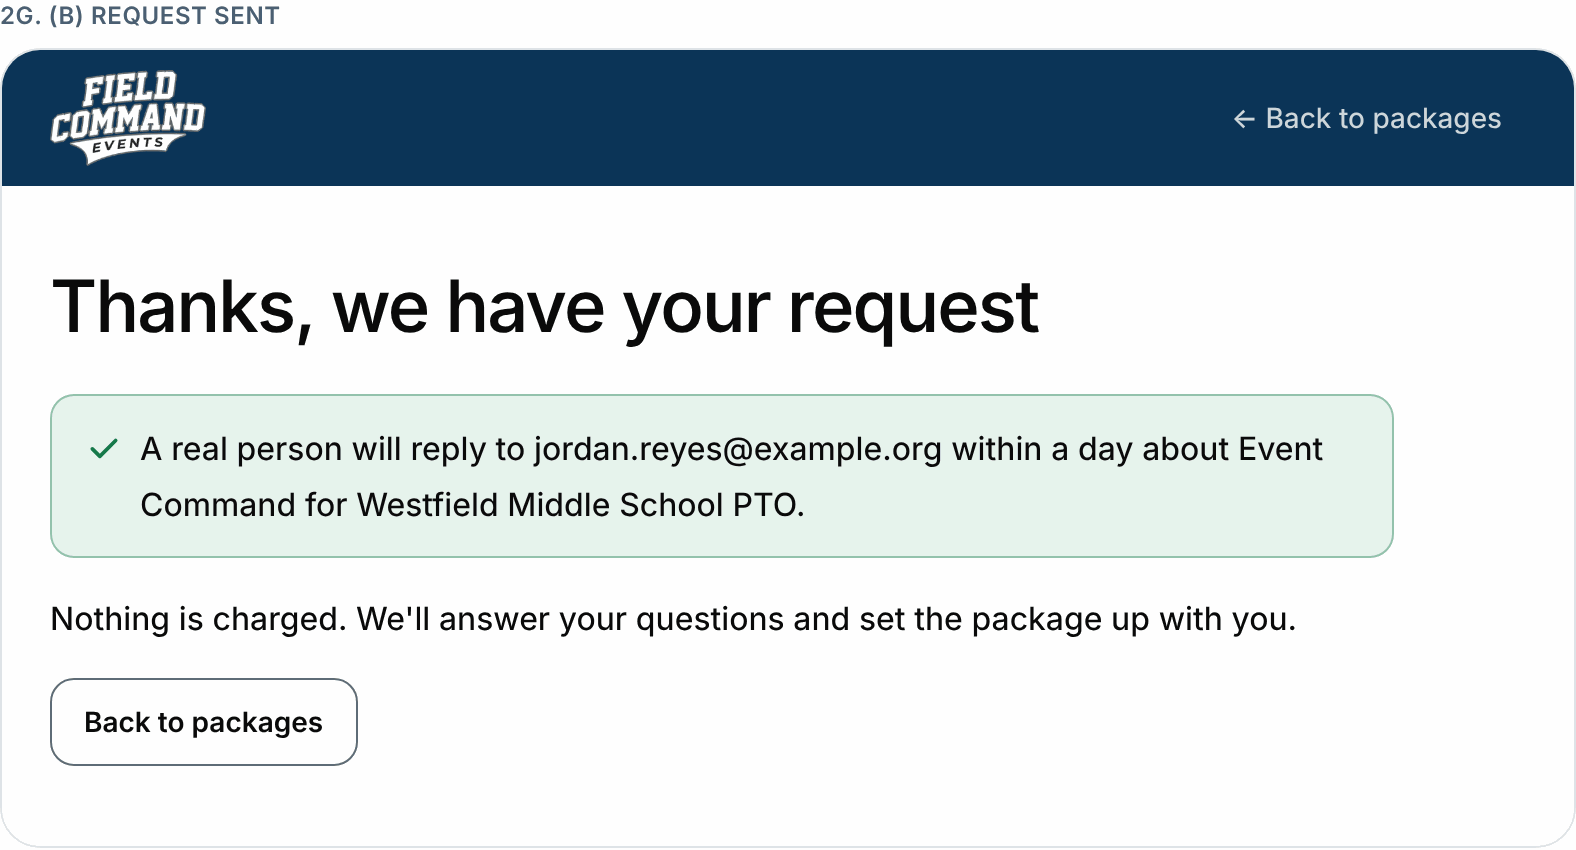 2G. (B) REQUEST SENT
FIELD
COMMAND
EVENTS
← Back to packages
Thanks, we have your request
A real person will reply to jordan.reyes@example.org within a day about Event
Command for Westfield Middle School PTO.
Nothing is charged. We'll answer your questions and set the package up with you.
Back to packages